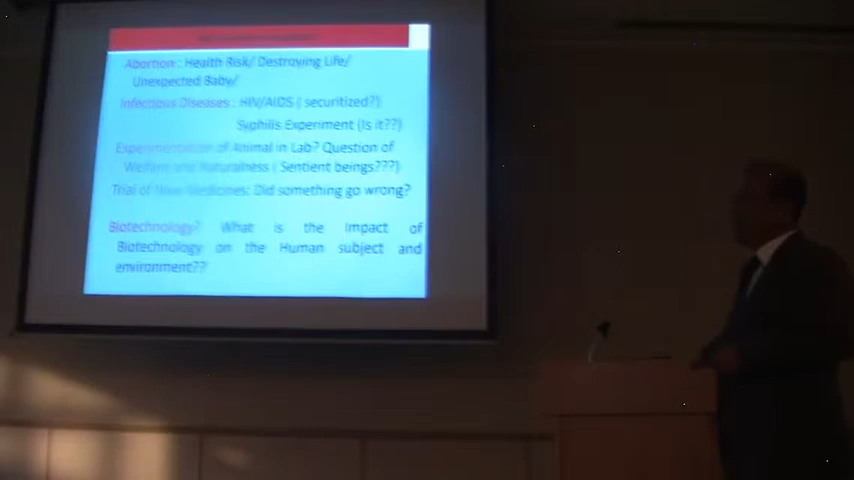 Abortion : Health Risk/ Destroying Life/
Unexpected Baby/
Infectious Diseases : HIV/AIDS ( securitized?)
Syphilis Experiment (Is it??)
Experimentation of Animal in Lab? Question of
Welfare and Naturalness ( Sentient beings???)
Trial of New Medicines: Did something go wrong?
Biotechnology? What is the Impact of
Biotechnology on the Human subject and
environment??